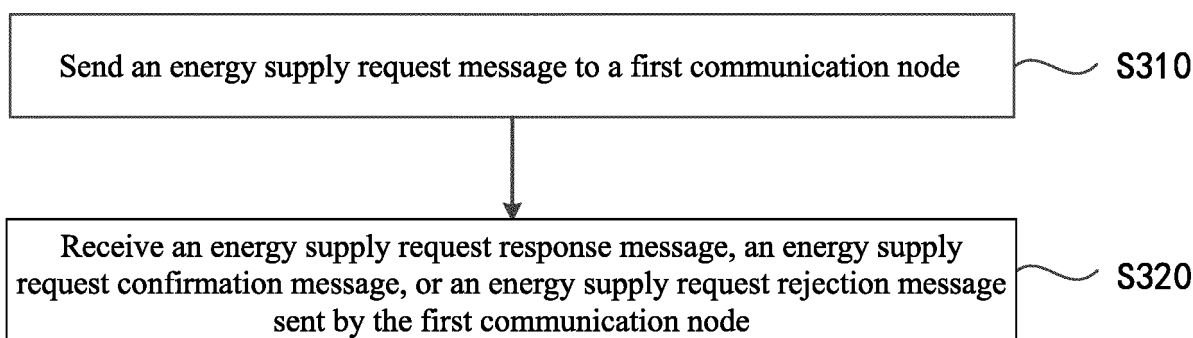 Send an energy supply request message to a first communication node
S310
Receive an energy supply request response message, an energy supply
request confirmation message, or an energy supply request rejection message
sent by the first communication node
S320